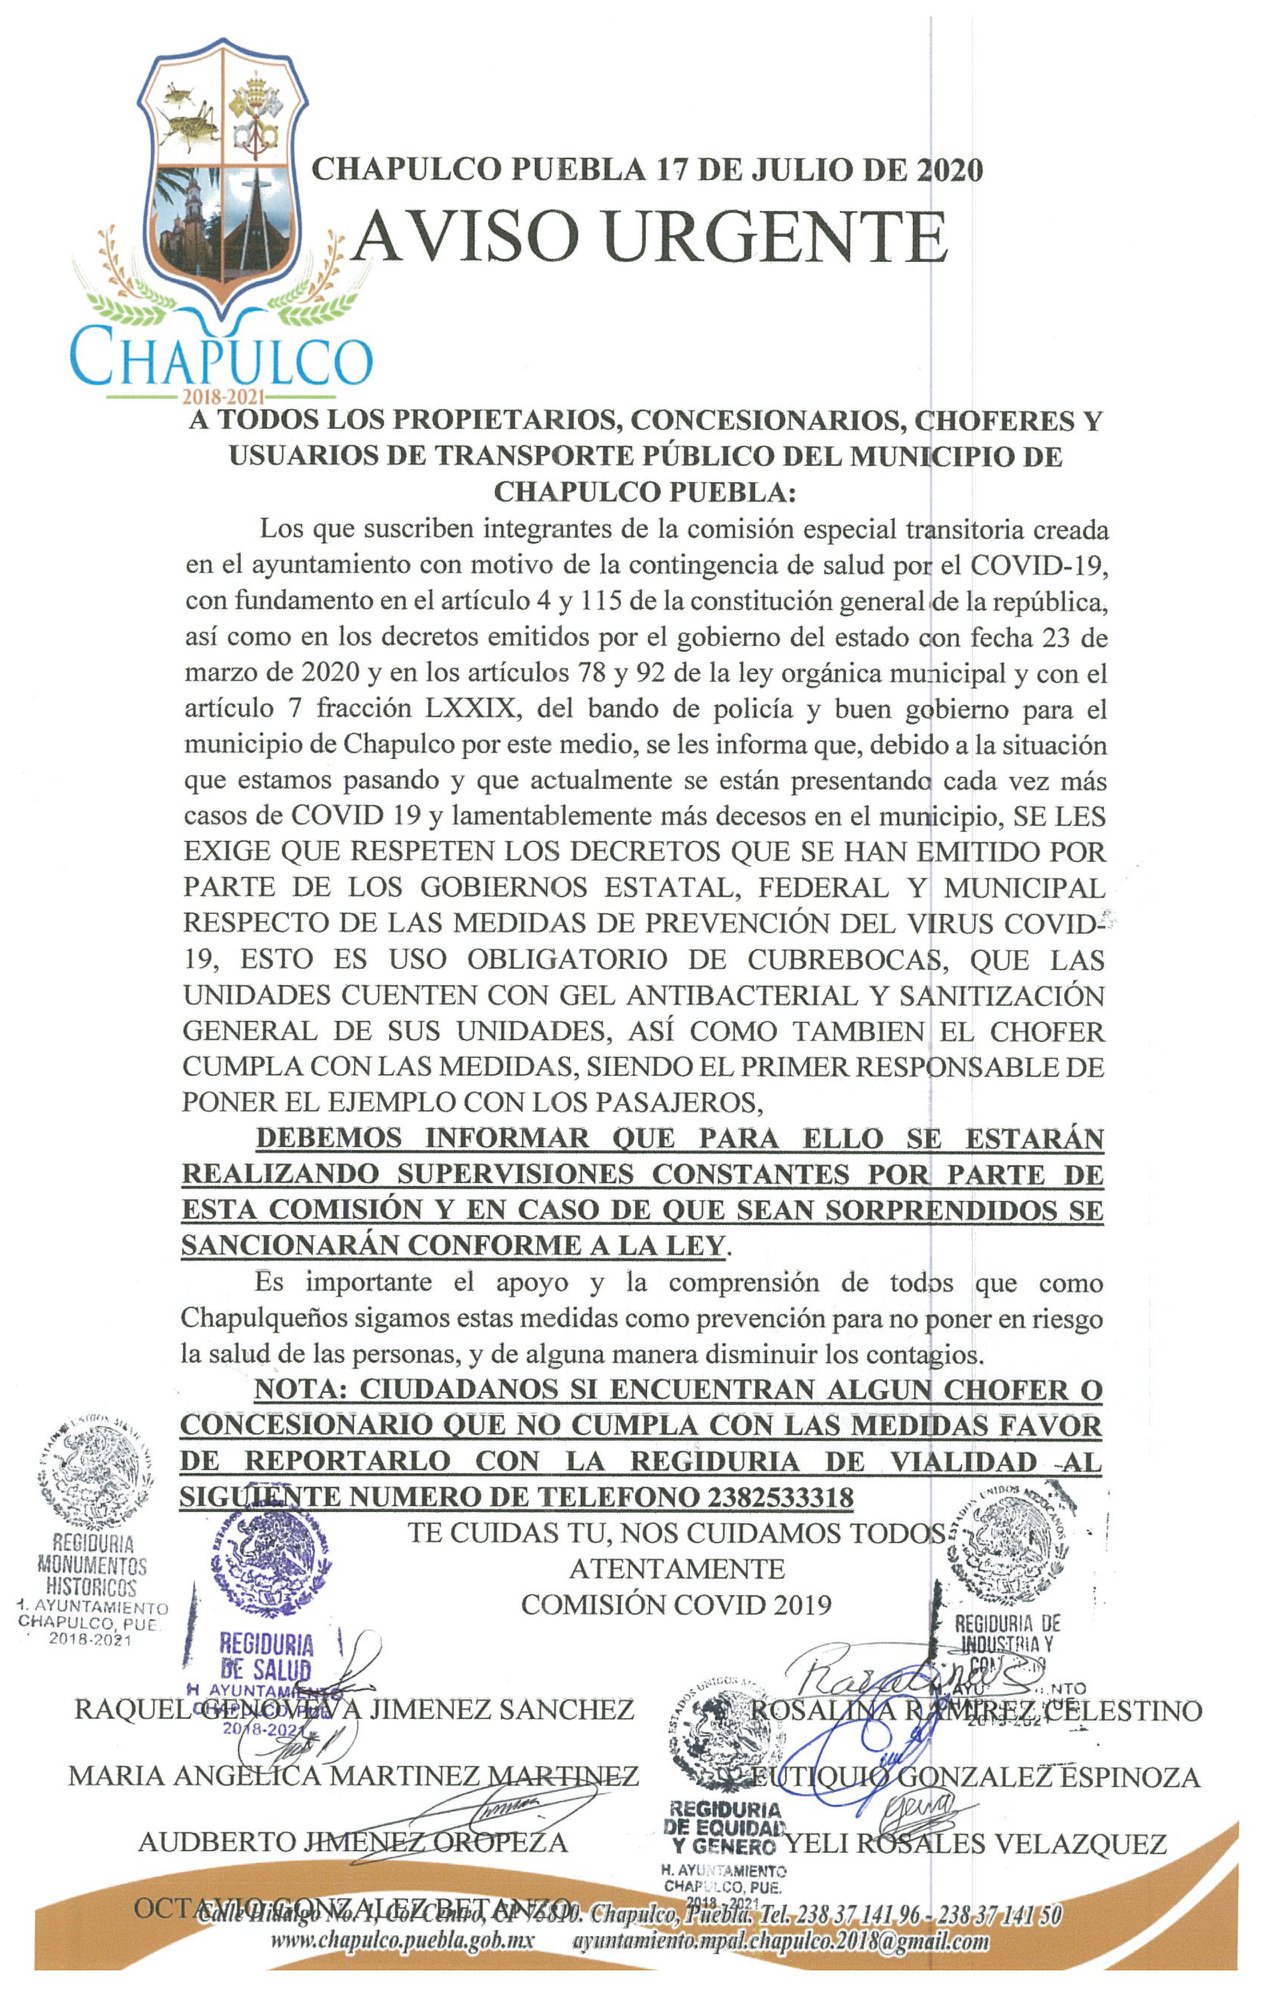 CHAPULCO PUEBLA 17 DE JULIO DE 2020
AVISO URGENTE
CHAPULCO
2018-2021
A TODOS LOS PROPIETARIOS, CONCESIONARIOS, CHOFERES Y
USUARIOS DE TRANSPORTE PÚBLICO DEL MUNICIPIO DE
CHAPULCO PUEBLA:
Los que suscriben integrantes de la comisión especial transitoria creada
en el ayuntamiento con motivo de la contingencia de salud por el COVID-19,
con fundamento en el artículo 4 y 115 de la constitución general de la república,
así como en los decretos emitidos por el gobierno del estado con fecha 23 de
marzo de 2020 y en los artículos 78 y 92 de la ley orgánica municipal y con el
artículo 7 fracción LXXIX, del bando de policía y buen gobierno para el
municipio de Chapulco por este medio, se les informa que, debido a la situación
que estamos pasando y que actualmente se están presentando cada vez más
casos de COVID 19 y lamentablemente más decesos en el municipio, SE LES
EXIGE QUE RESPETEN LOS DECRETOS QUE SE HAN EMITIDO POR
PARTE DE LOS GOBIERNOS ESTATAL, FEDERAL Y MUNICIPAL
RESPECTO DE LAS MEDIDAS DE PREVENCIÓN DEL VIRUS COVID-
19, ESTO ES USO OBLIGATORIO DE CUBREBOCAS, QUE LAS
UNIDADES CUENTEN CON GEL ANTIBACTERIAL Y SANITIZACIÓN
GENERAL DE SUS UNIDADES, ASÍ COMO TAMBIEN EL CHOFER
CUMPLA CON LAS MEDIDAS, SIENDO EL PRIMER RESPONSABLE DE
PONER EL EJEMPLO CON LOS PASAJEROS,
DEBEMOS INFORMAR QUE PARA ELLO SE ESTARÁN
REALIZANDO SUPERVISIONES CONSTANTES POR PARTE DE
ESTA COMISIÓN Y EN CASO DE QUE SEAN SORPRENDIDOS SE
SANCIONARÁN CONFORME A LA LEY.
Es importante el apoyo y la comprensión de todos que como
Chapulqueños sigamos estas medidas como prevención para no poner en riesgo
la salud de las personas, y de alguna manera disminuir los contagios.
NOTA: CIUDADANOS SI ENCUENTRAN ALGUN CHOFER O
CONCESIONARIO QUE NO CUMPLA CON LAS MEDIDAS FAVOR
DE REPORTARLO CON LA REGIDURIA DE VIALIDAD AL
SIGUIENTE NUMERO DE TELEFONO 2382533318
TE CUIDAS TU, NOS CUIDAMOS TODOS
ATENTAMENTE
COMISIÓN COVID 2019
REGIDURIA
MONUMENTOS
HISTORICOS
H. AYUNTAMIENTO
CHAPULCO, PUE.
2018-2021
ESTADOS UNIDOS MEXICANOS
REGIDURIA
DE SALUD
H AYUNTAMIENTO
CHAPULCO, PUE.
2018-2021
ESTADOS UNIDOS MEXICANOS
REGIDURIA DE
INDUSTRIA Y
2018-2021
RAQUEL GENOVEVA JIMENEZ SANCHEZ
ROSALINA RAMIREZ CELESTINO
MARIA ANGELICA MARTINEZ MARTINEZ
EUTIQUIO GONZALEZ ESPINOZA
REGIDURIA
DE EQUIDAD
Y GENERO
H. AYUNTAMIENTO
CHAPULCO, PUE.
2018-2021
AUDBERTO JIMENEZ OROPEZA
YELI ROSALES VELAZQUEZ
OCTAVIO GONZALEZ BETANZO
Calle Hidalgo No. 1, Col Centro, CP 75810. Chapulco, Puebla. Tel. 238 37 141 96 - 238 37 141 50
www.chapulco.puebla.gob.mx ayuntamiento.mpal.chapulco.2018@gmail.com